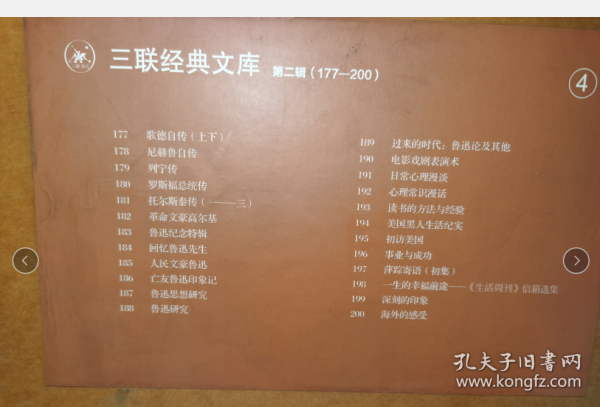 三联经典文库 第二辑（177—200）
4
177 歌德自传（上下）
178 尼赫鲁自传
179 列宁传
180 罗斯福总统传
181 托尔斯泰传（一——三）
182 革命文豪高尔基
183 鲁迅纪念特辑
184 回忆鲁迅先生
185 人民文豪鲁迅
186 亡友鲁迅印象记
187 鲁迅思想研究
188 鲁迅研究
189 过来的时代：鲁迅论及其他
190 电影戏剧表演术
191 日常心理漫谈
192 心理常识漫话
193 读书的方法与经验
194 美国黑人生活纪实
195 初访美国
196 事业与成功
197 萍踪寄语（初集）
198 一生的幸福前途——《生活周刊》信箱选集
199 深刻的印象
200 海外的感受
孔夫子旧书网
www.kongfz.com